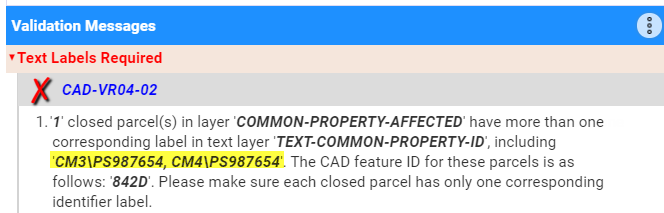 Validation Messages
Text Labels Required
CAD-VR04-02
1. '1' closed parcel(s) in layer 'COMMON-PROPERTY-AFFECTED' have more than one
corresponding label in text layer 'TEXT-COMMON-PROPERTY-ID', including
'CM3\PS987654, CM4\PS987654'. The CAD feature ID for these parcels is as
follows: '842D'. Please make sure each closed parcel has only one corresponding
identifier label.